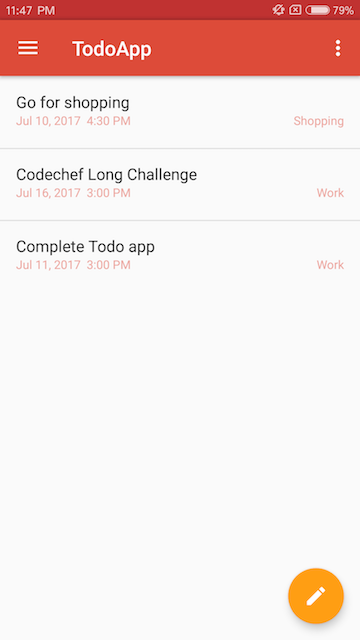 11:47 PM 79%
TodoApp
Go for shopping
Jul 10, 2017 4:30 PM Shopping
Codechef Long Challenge
Jul 16, 2017 3:00 PM Work
Complete Todo app
Jul 11, 2017 3:00 PM Work